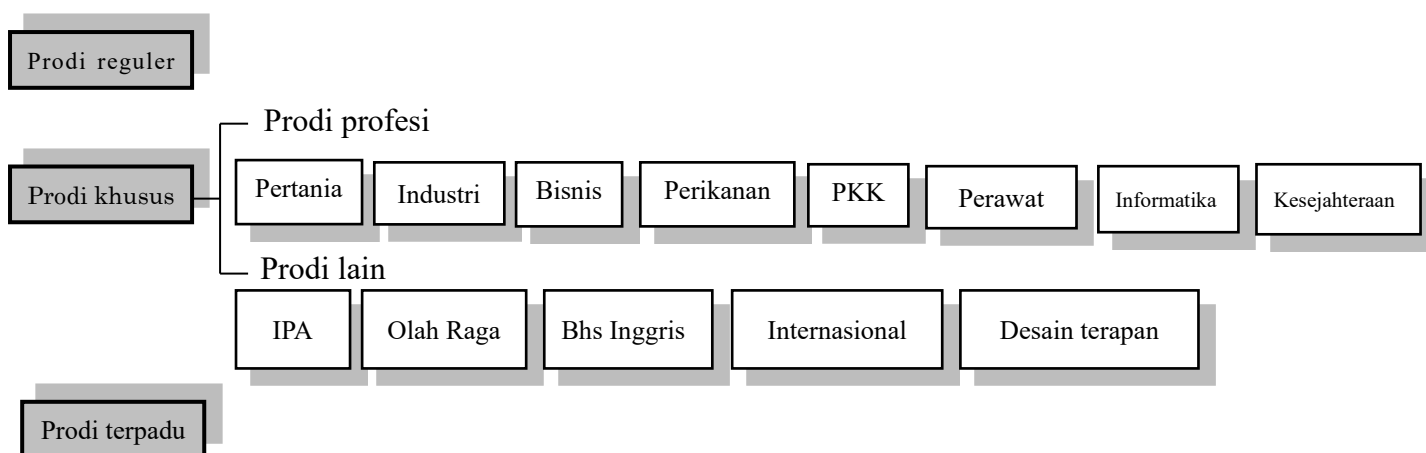 Prodi reguler
Prodi profesi
Prodi khusus
Pertania
Industri
Bisnis
Perikanan
PKK
Perawat
Informatika
Kesejahteraan
Prodi lain
IPA
Olah Raga
Bhs Inggris
Internasional
Desain terapan
Prodi terpadu